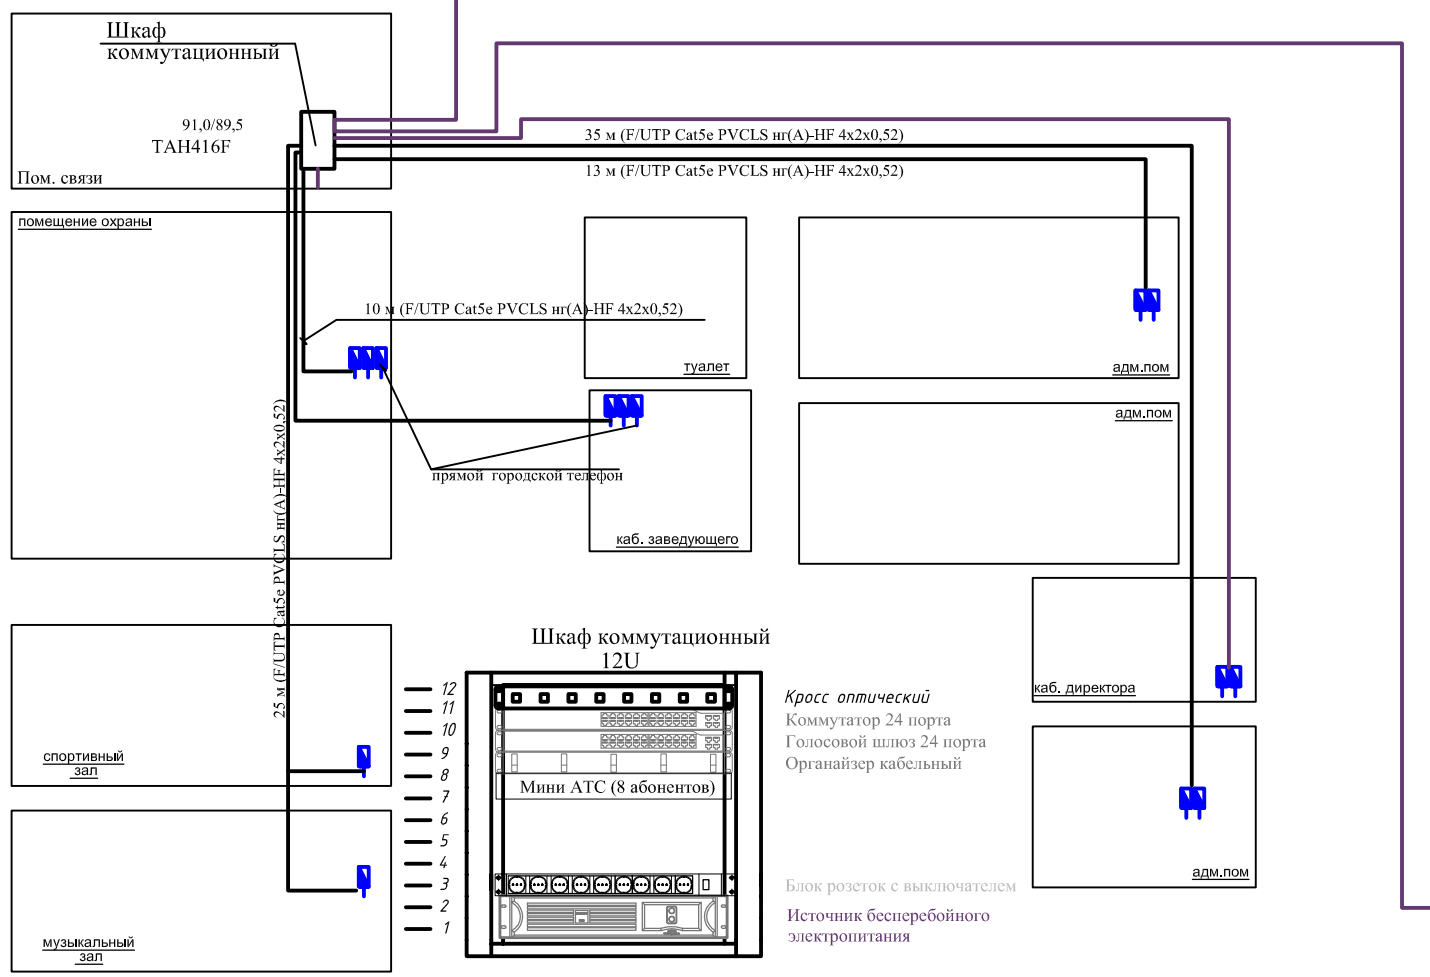 Шкаф
коммутационный
91,0/89,5
ТАН416F
Пом. связи
35 м (F/UTP Cat5e PVCLS нг(А)-HF 4x2x0,52)
13 м (F/UTP Cat5e PVCLS нг(А)-HF 4x2x0,52)
помещение охраны
10 м (F/UTP Cat5e PVCLS нг(А)-HF 4x2x0,52)
туалет
адм.пом
адм.пом
прямой городской телефон
каб. заведующего
25 м (F/UTP Cat5e PVCLS нг(А)-HF 4x2x0,52)
каб. директора
адм.пом
спортивный
зал
музыкальный
зал
Шкаф коммутационный
12U
12
11
10
9
8
7
6
5
4
3
2
1
Мини АТС (8 абонентов)
Кросс оптический
Коммутатор 24 порта
Голосовой шлюз 24 порта
Органайзер кабельный
Блок розеток с выключателем
Источник бесперебойного
электропитания